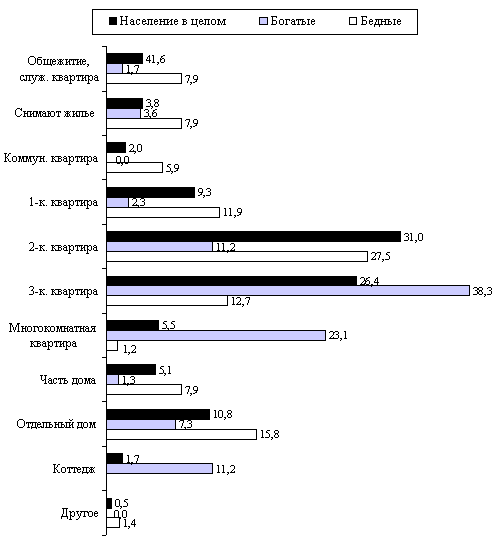 Население в целом Богатые Бедные
Общежитие,
служ. квартира
41,6
1,7
7,9
Снимают жилье
3,8
3,6
7,9
Коммун. квартира
2,0
0,0
5,9
1-к. квартира
9,3
2,3
11,9
2-к. квартира
31,0
11,2
27,5
3-к. квартира
26,4
38,3
12,7
Многокомнатная
квартира
5,5
23,1
1,2
Часть дома
5,1
1,3
7,9
Отдельный дом
10,8
7,3
15,8
Коттедж
1,7
11,2
Другое
0,5
0,0
1,4